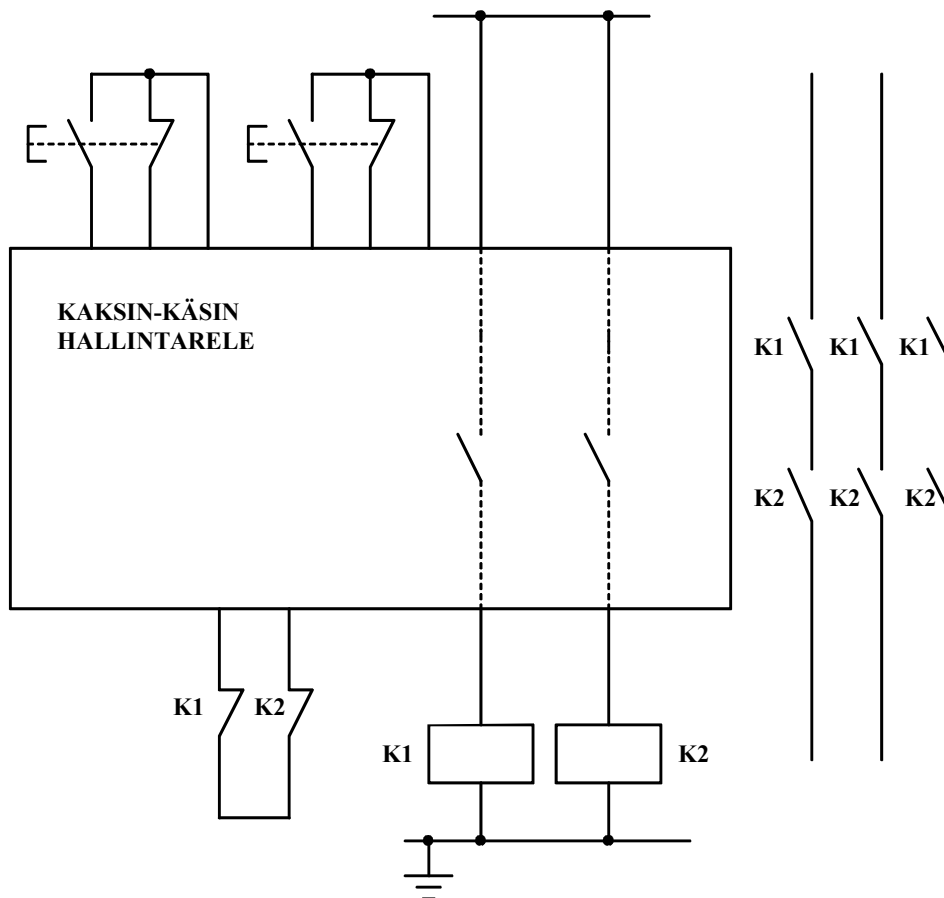 KAKSIN-KÄSIN
HALLINTARELE
K1 K1 K1
K2 K2 K2
K1 K2
K1 K2